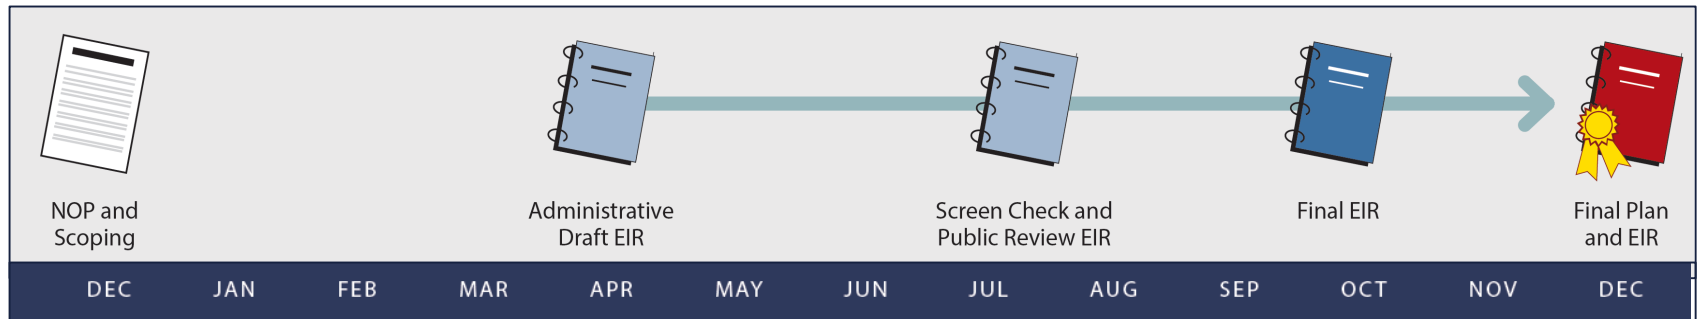 NOP and
Scoping
Administrative
Draft EIR
Screen Check and
Public Review EIR
Final EIR
Final Plan
and EIR
DEC JAN FEB MAR APR MAY JUN JUL AUG SEP OCT NOV DEC